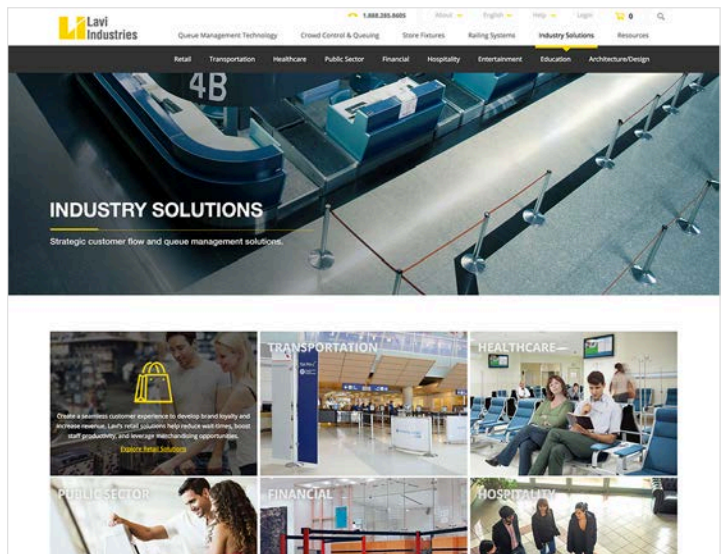 Lavi
Industries
1.888.285.8605 About English Help Login 0
Queue Management Technology Crowd Control & Queuing Store Fixtures Railing Systems Industry Solutions Resources
Retail Transportation Healthcare Public Sector Financial Hospitality Entertainment Education Architecture/Design
4B
INDUSTRY SOLUTIONS
Strategic customer flow and queue management solutions.
TRANSPORTATION
HEALTHCARE
Create a seamless customer experience to develop brand loyalty and
increase revenue. Lavi's retail solutions help reduce wait-times, boost
staff productivity, and leverage merchandising opportunities.
Explore Retail Solutions
PUBLIC SECTOR
FINANCIAL
HOSPITALITY